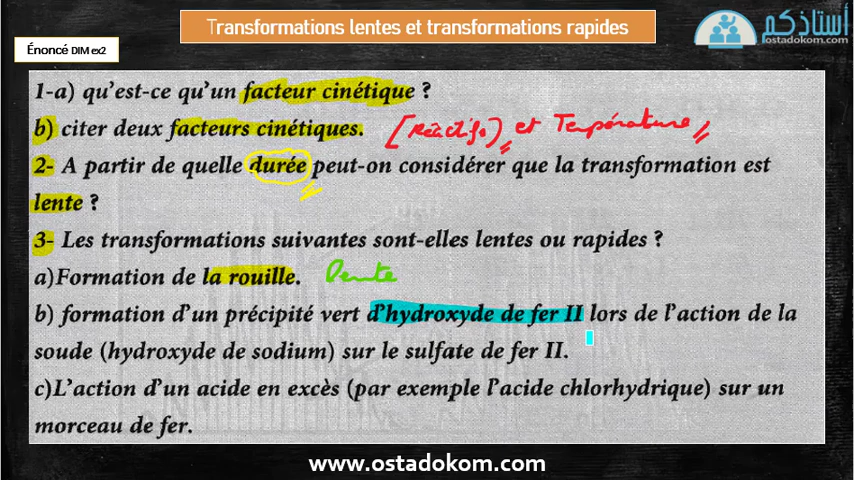 Transformations lentes et transformations rapides
أستاذكم
ostadokom.com
Énoncé DIM ex2
1-a) qu'est-ce qu'un facteur cinétique ?
b) citer deux facteurs cinétiques. [Réactifs] et Température
2- A partir de quelle durée peut-on considérer que la transformation est
lente ?
3- Les transformations suivantes sont-elles lentes ou rapides ?
a)Formation de la rouille. Lente
b) formation d'un précipité vert d'hydroxyde de fer II lors de l'action de la
soude (hydroxyde de sodium) sur le sulfate de fer II.
c)L'action d'un acide en excès (par exemple l'acide chlorhydrique) sur un
morceau de fer.
www.ostadokom.com